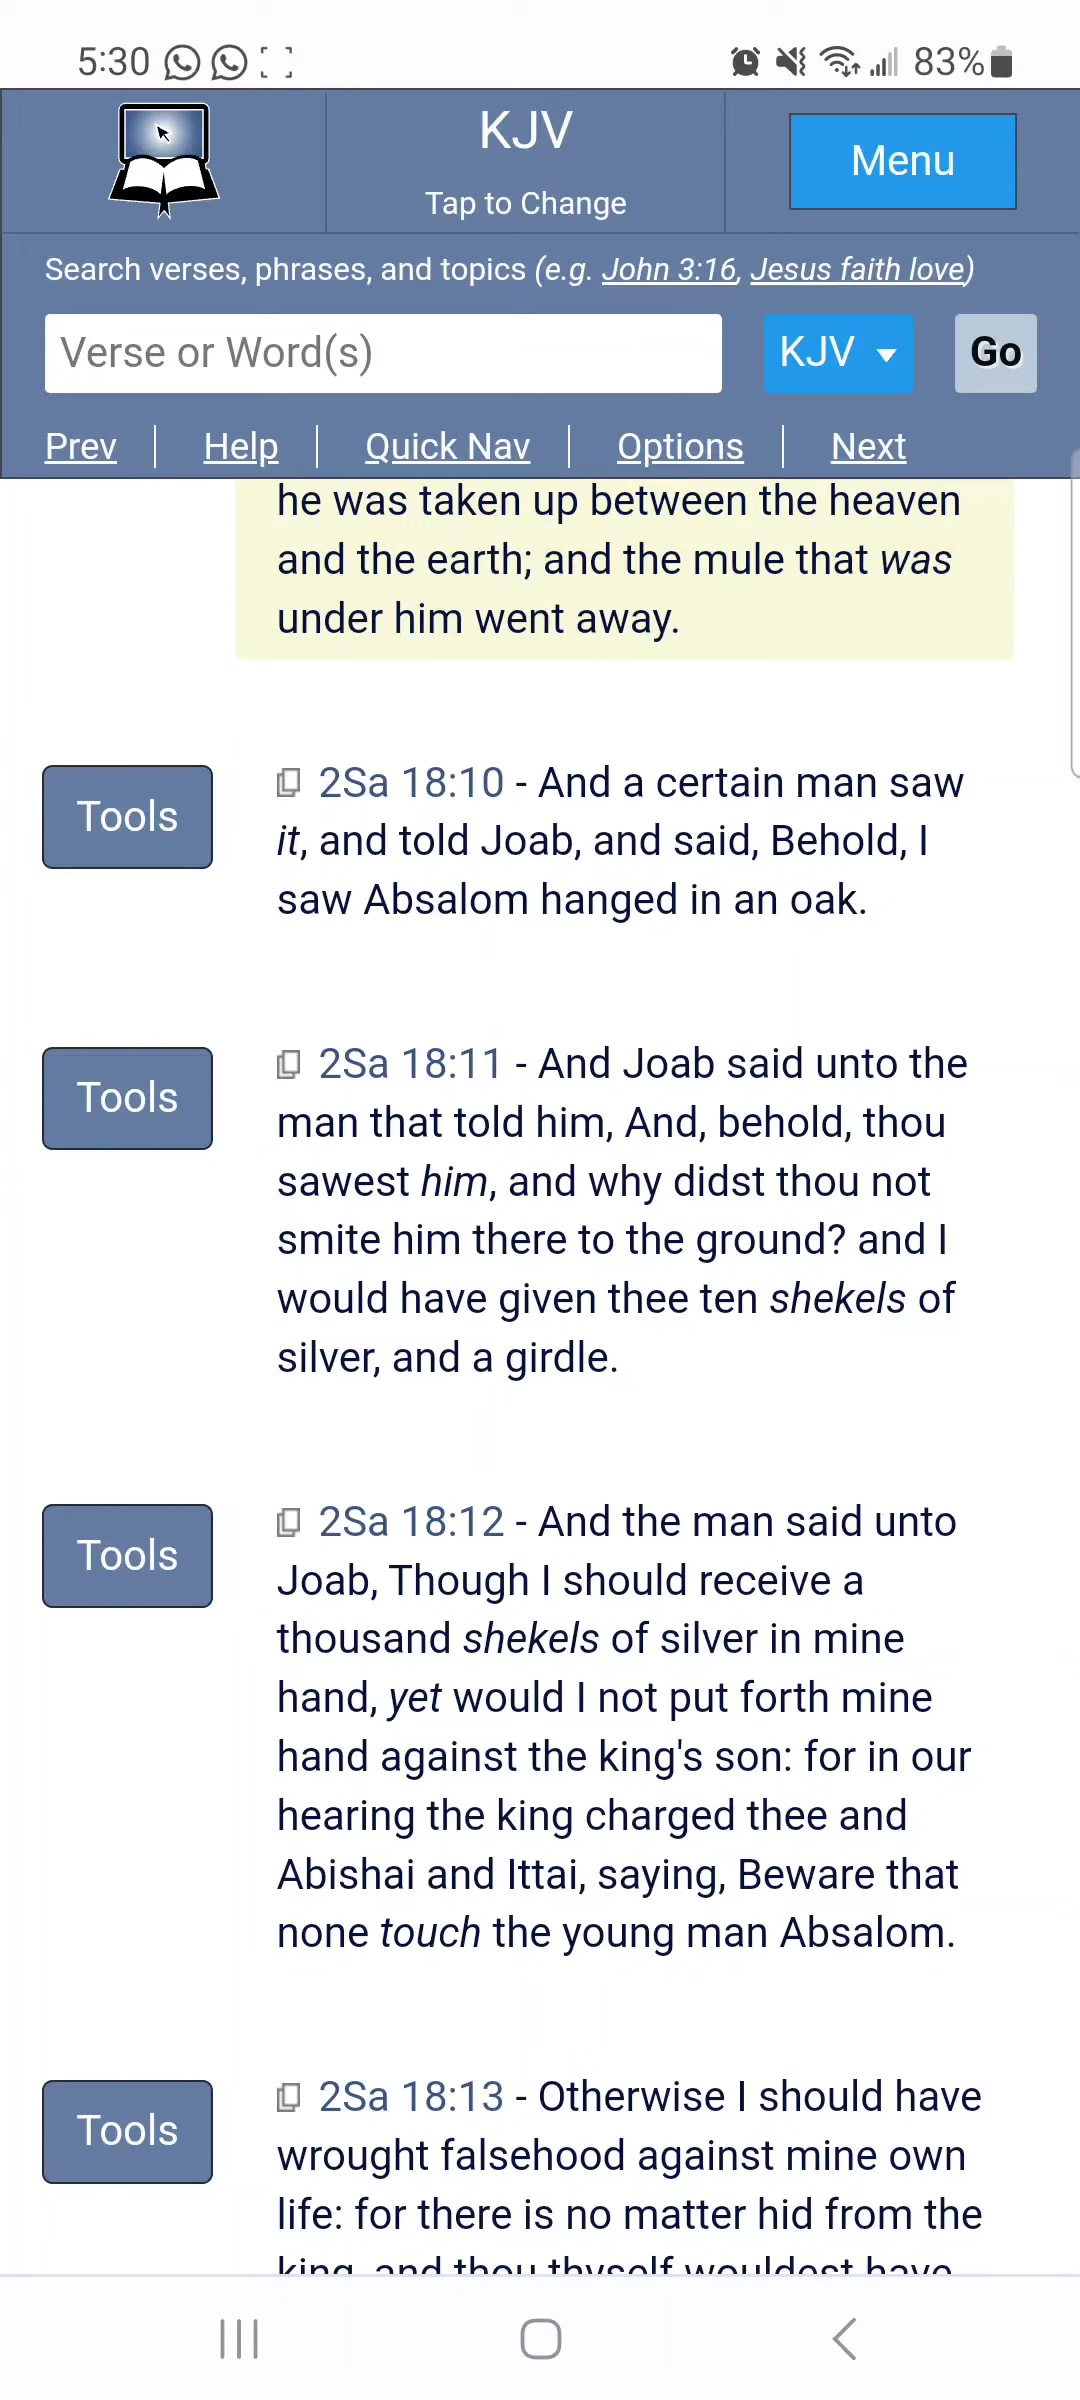 5:30
83%
KJV
Tap to Change
Menu
Search verses, phrases, and topics (e.g. John 3:16, Jesus faith love)
Verse or Word(s)
KJV
Go
Prev
Help
Quick Nav
Options
Next
he was taken up between the heaven
and the earth; and the mule that was
under him went away.
Tools
2Sa 18:10 - And a certain man saw
it, and told Joab, and said, Behold, I
saw Absalom hanged in an oak.
Tools
2Sa 18:11 - And Joab said unto the
man that told him, And, behold, thou
sawest him, and why didst thou not
smite him there to the ground? and I
would have given thee ten shekels of
silver, and a girdle.
Tools
2Sa 18:12 - And the man said unto
Joab, Though I should receive a
thousand shekels of silver in mine
hand, yet would I not put forth mine
hand against the king's son: for in our
hearing the king charged thee and
Abishai and Ittai, saying, Beware that
none touch the young man Absalom.
Tools
2Sa 18:13 - Otherwise I should have
wrought falsehood against mine own
life: for there is no matter hid from the
king, and thou thyself wouldest have